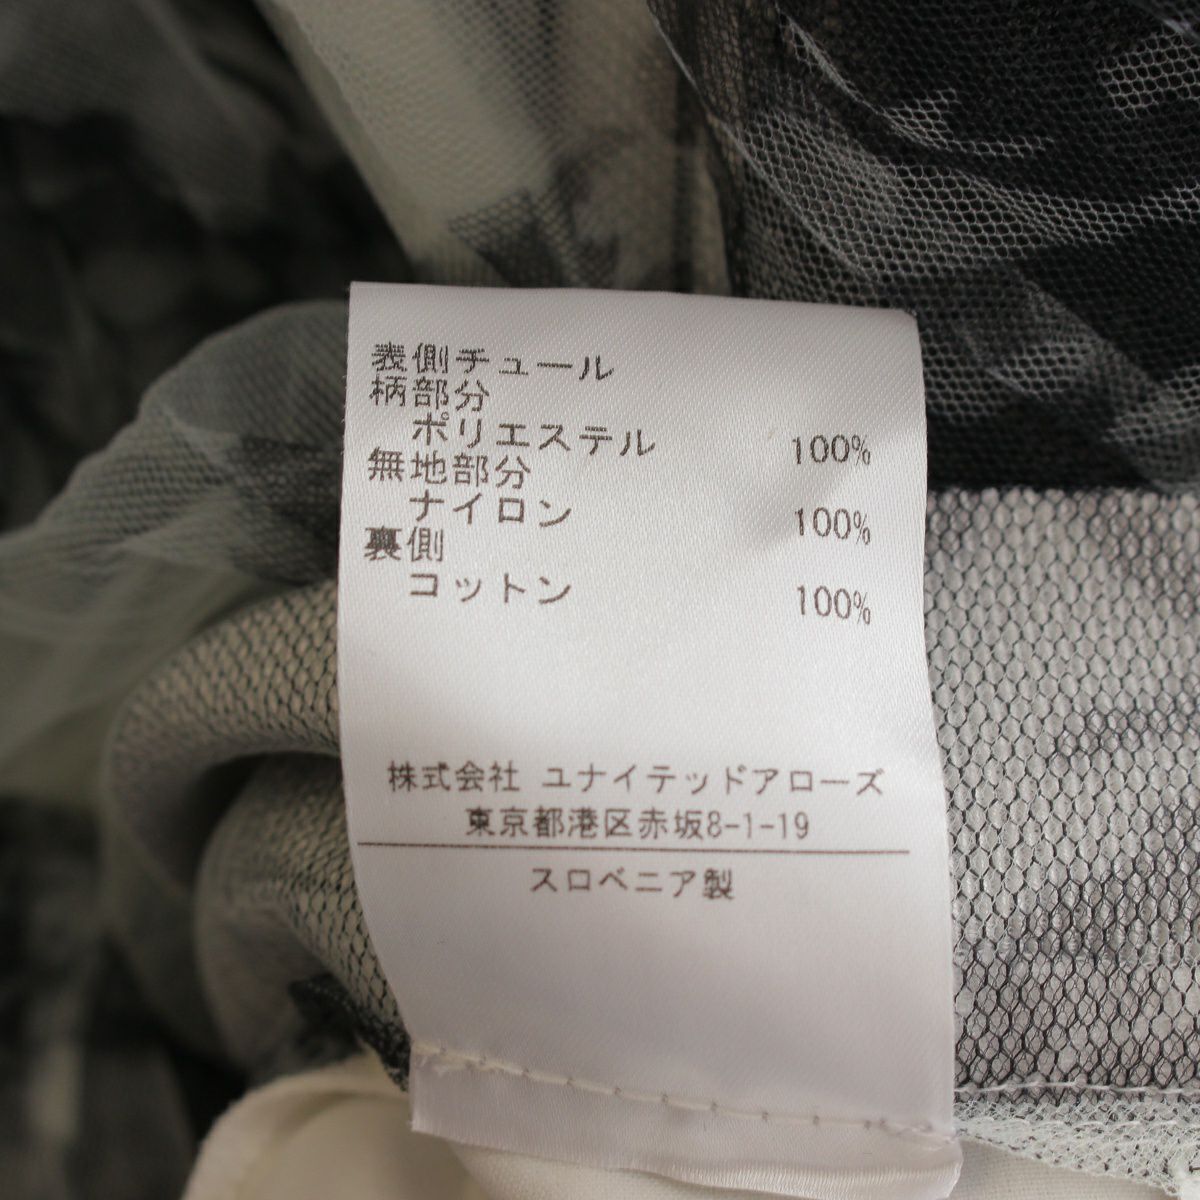 表側チュール
柄部分
ポリエステル 100%
無地部分
ナイロン 100%
裏側
コットン 100%
株式会社 ユナイテッドアローズ
東京都港区赤坂8-1-19
スロベニア製